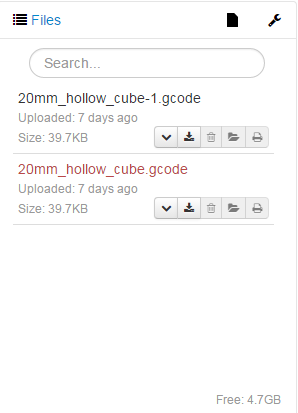 Files
Search...
20mm_hollow_cube-1.gcode
Uploaded: 7 days ago
Size: 39.7KB
20mm_hollow_cube.gcode
Uploaded: 7 days ago
Size: 39.7KB
Free: 4.7GB